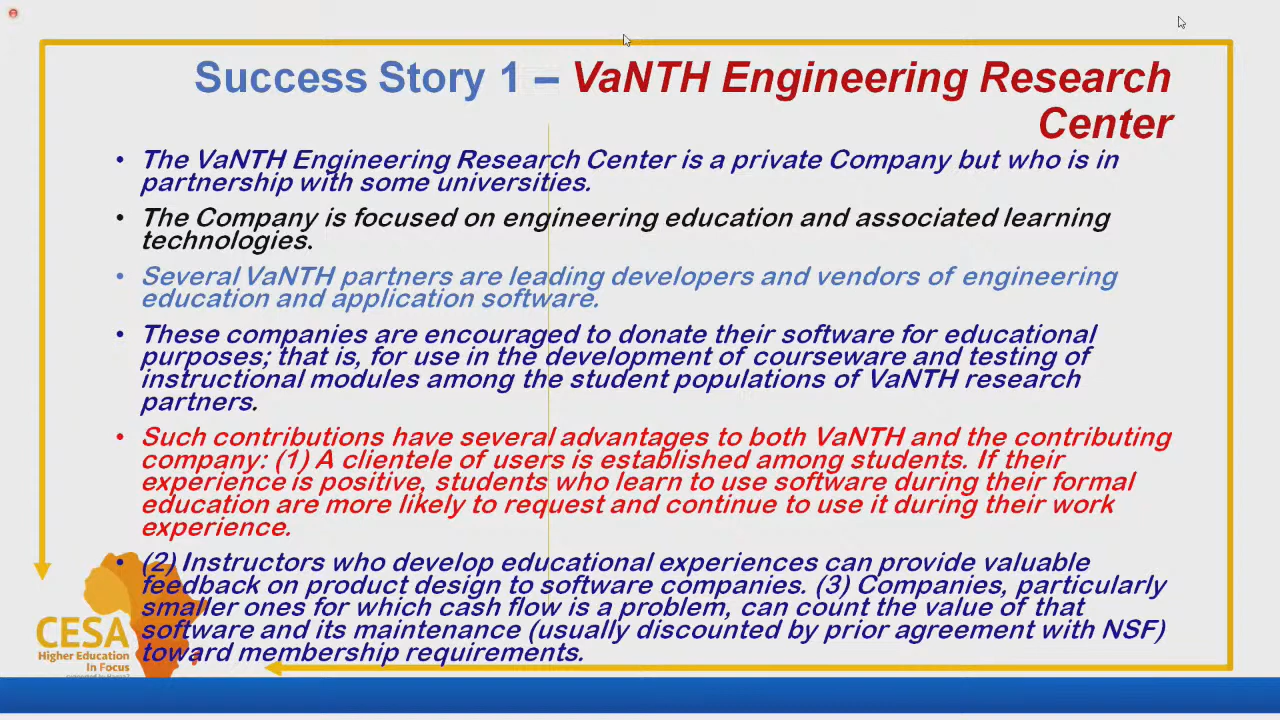 Success Story 1 – VaNTH Engineering Research
Center
• The VaNTH Engineering Research Center is a private Company but who is in
partnership with some universities.
• The Company is focused on engineering education and associated learning
technologies.
• Several VaNTH partners are leading developers and vendors of engineering
education and application software.
• These companies are encouraged to donate their software for educational
purposes; that is, for use in the development of courseware and testing of
instructional modules among the student populations of VaNTH research
partners.
• Such contributions have several advantages to both VaNTH and the contributing
company: (1) A clientele of users is established among students. If their
experience is positive, students who learn to use software during their formal
education are more likely to request and continue to use it during their work
experience.
• (2) Instructors who develop educational experiences can provide valuable
feedback on product design to software companies. (3) Companies, particularly
smaller ones for which cash flow is a problem, can count the value of that
software and its maintenance (usually discounted by prior agreement with NSF)
toward membership requirements.
CESA
Higher Education
In Focus